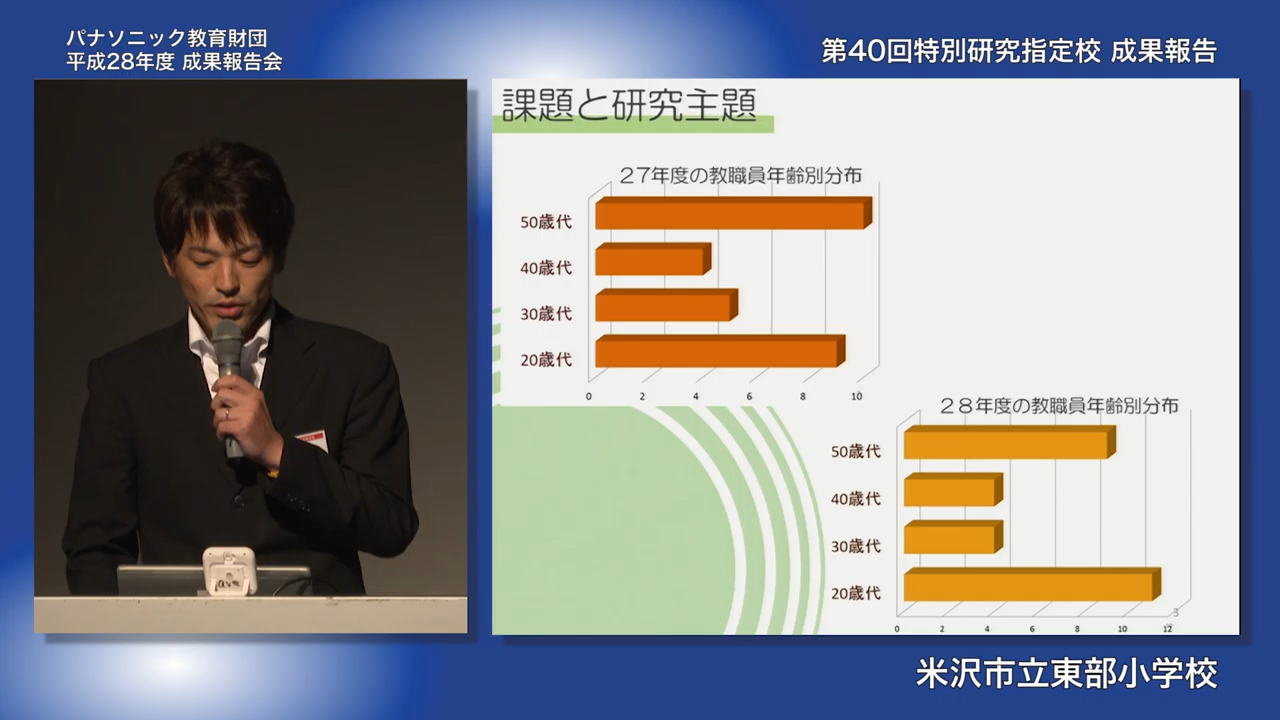 パナソニック教育財団
平成28年度 成果報告会
第40回特別研究指定校 成果報告
課題と研究主題
27年度の教職員年齢別分布
50歳代
40歳代
30歳代
20歳代
0 2 4 6 8 10
28年度の教職員年齢別分布
50歳代
40歳代
30歳代
20歳代
0 2 4 6 8 10 12
3
米沢市立東部小学校